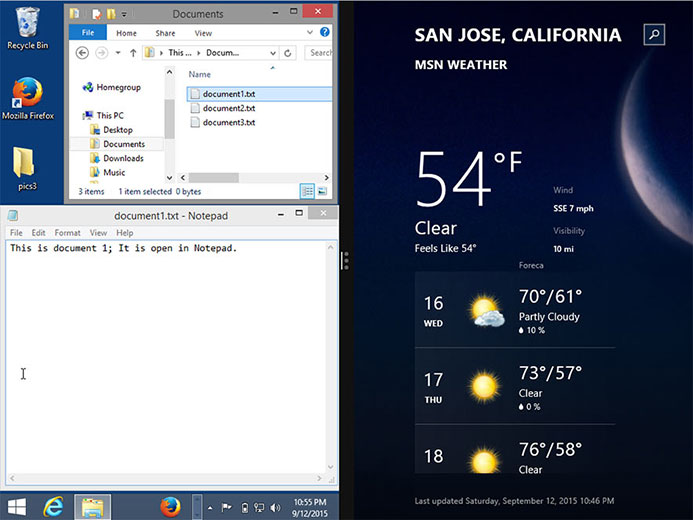 Recycle Bin
Mozilla Firefox
pics3
Documents
File Home Share View
This ... Docum... Search
Homegroup
This PC
Desktop
Documents
Downloads
Music
Name
document1.txt
document2.txt
document3.txt
3 items 1 item selected 0 bytes
document1.txt - Notepad
File Edit Format View Help
This is document 1; It is open in Notepad.
10:55 PM
9/12/2015
SAN JOSE, CALIFORNIA
MSN WEATHER
54°F
Clear
Feels Like 54°
Wind
SSE 7 mph
Visibility
10 mi
Foreca
16
WED
70°/61°
Partly Cloudy
10 %
17
THU
73°/57°
Clear
0 %
18
76°/58°
Clear
Last updated Saturday, September 12, 2015 10:46 PM